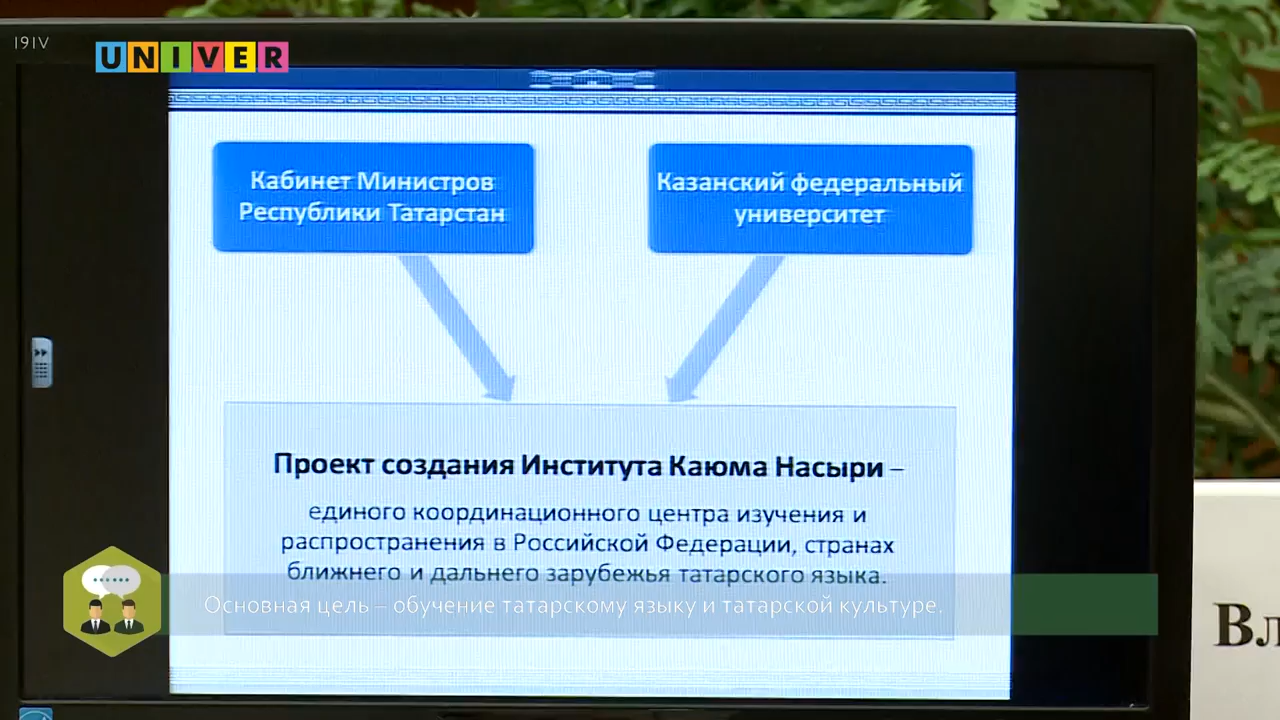 I9IV
UNIVER
Кабинет Министров
Республики Татарстан
Казанский федеральный
университет
Проект создания Института Каюма Насыри –
единого координационного центра изучения и
распространения в Российской Федерации, странах
ближнего и дальнего зарубежья татарского языка.
Основная цель – обучение татарскому языку и татарской культуре.
Вл